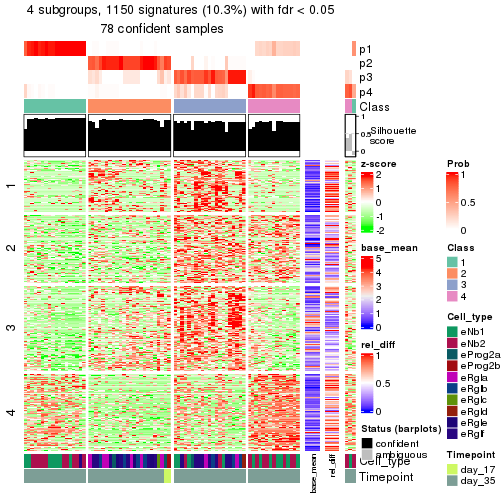 4 subgroups, 1150 signatures (10.3%) with fdr < 0.05
78 confident samples
p1
p2
p3
p4
Class
1
0.5
0
Silhouette
score
1
2
3
4
z-score
2
1
0
-1
-2
base_mean
5
4
3
2
1
0
rel_diff
1
0.5
0
Status (barplots)
confident
ambiguous
Cell_type
Timepoint
base_mean
rel_diff
Prob
1
0.5
0
Class
1
2
3
4
Cell_type
eNb1
eNb2
eProg2a
eProg2b
eRgla
eRglb
eRglc
eRgld
eRgle
eRglf
Timepoint
day_17
day_35